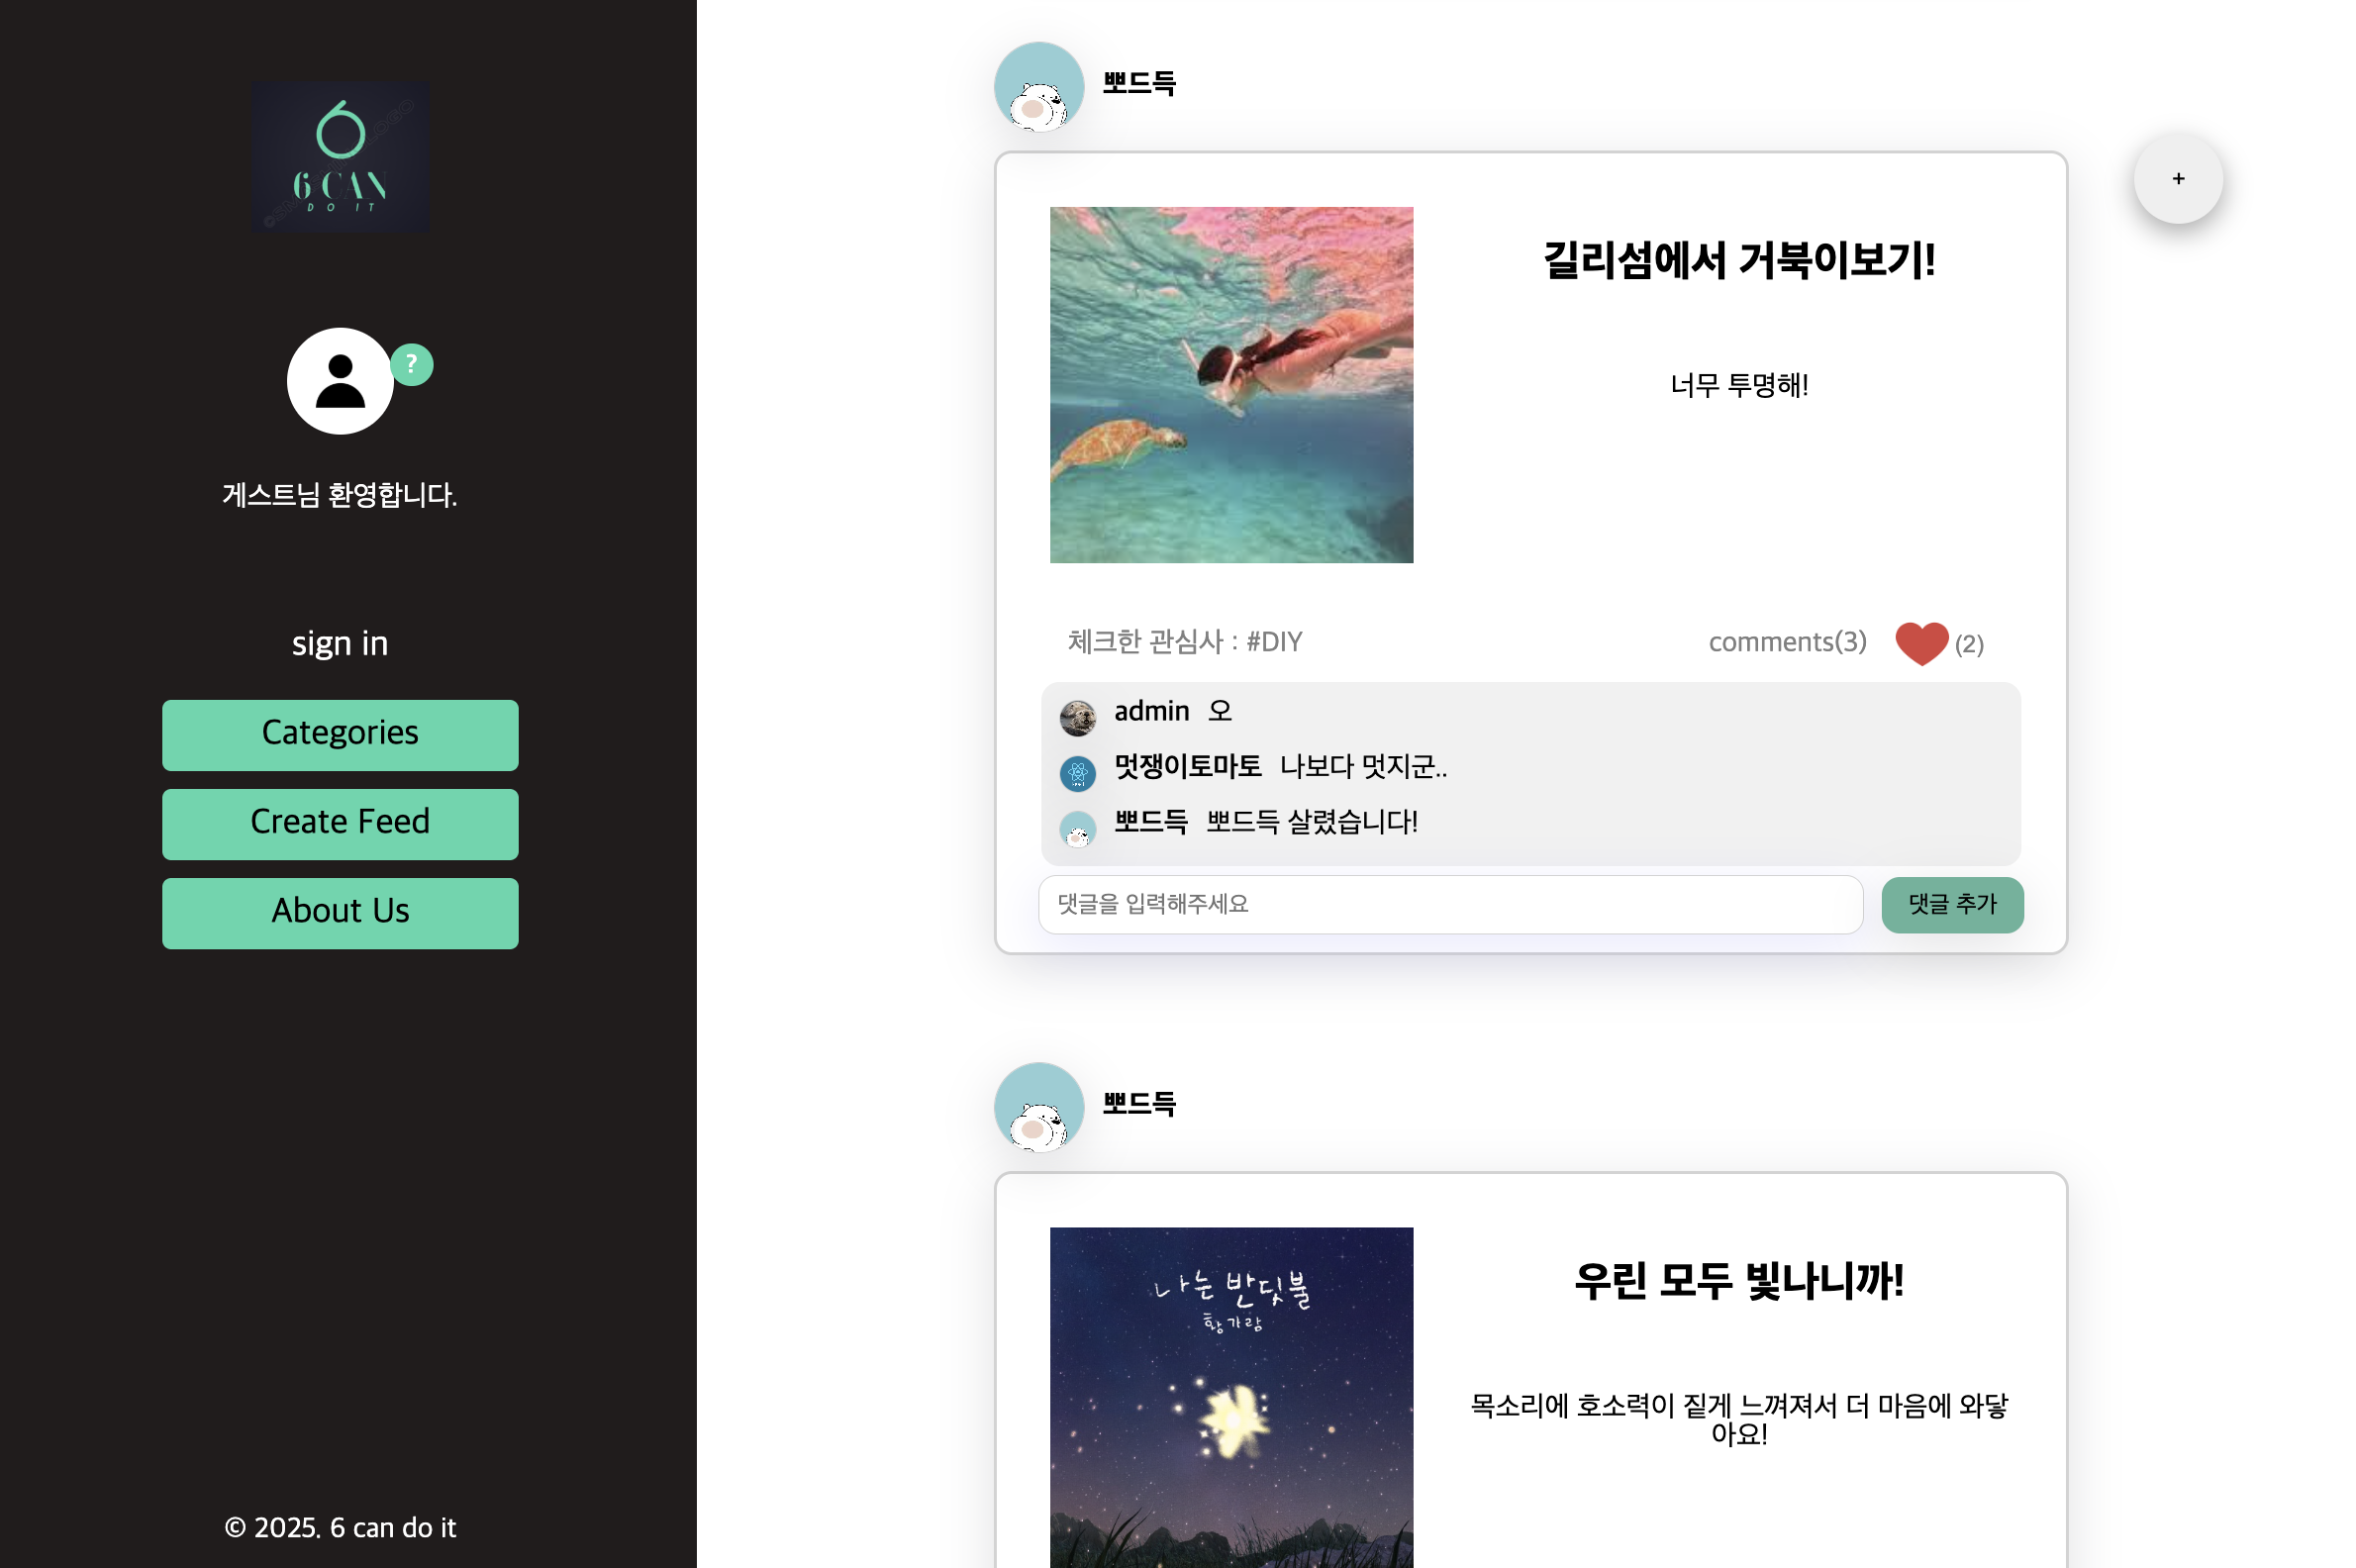 6 CAN
DO IT
?
게스트님 환영합니다.
sign in
Categories
Create Feed
About Us
© 2025. 6 can do it
뽀드득
+
길리섬에서 거북이보기!
너무 투명해!
체크한 관심사 : #DIY
comments(3)
(2)
admin 오
멋쟁이토마토 나보다 멋지군..
뽀드득 뽀드득 살렸습니다!
댓글을 입력해주세요
댓글 추가
뽀드득
나는 반딧불
황가람
우린 모두 빛나니까!
목소리에 호소력이 짙게 느껴져서 더 마음에 와닿
아요!